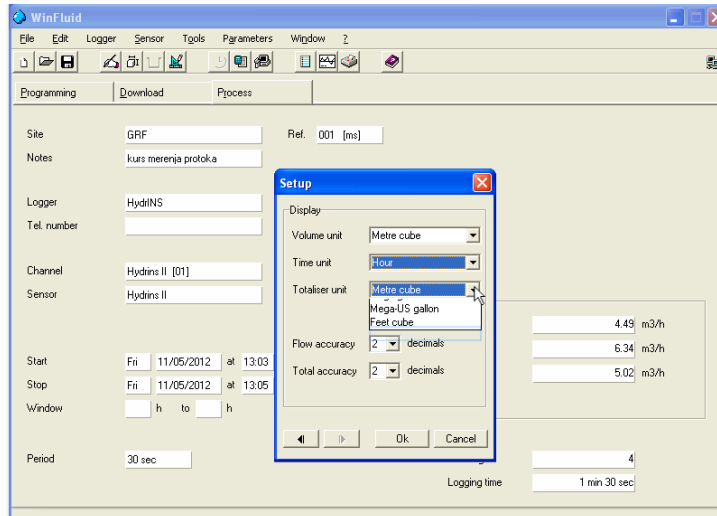 WinFluid
File Edit Logger Sensor Tools Parameters Window ?
Programming Download Process
Site GRF Ref. 001 [ms]
Notes kurs merenja protoka
Logger HydrINS
Tel. number
Channel Hydrins II [01]
Sensor Hydrins II
Start Fri 11/05/2012 at 13:03
Stop Fri 11/05/2012 at 13:05
Window h to h
Period 30 sec
Setup
Display
Volume unit Metre cube
Time unit Hour
Totaliser unit Metre cube
Mega-US gallon
Feet cube
Flow accuracy 2 decimals
Total accuracy 2 decimals
Ok Cancel
4.49 m3/h
6.34 m3/h
5.02 m3/h
4
Logging time 1 min 30 sec